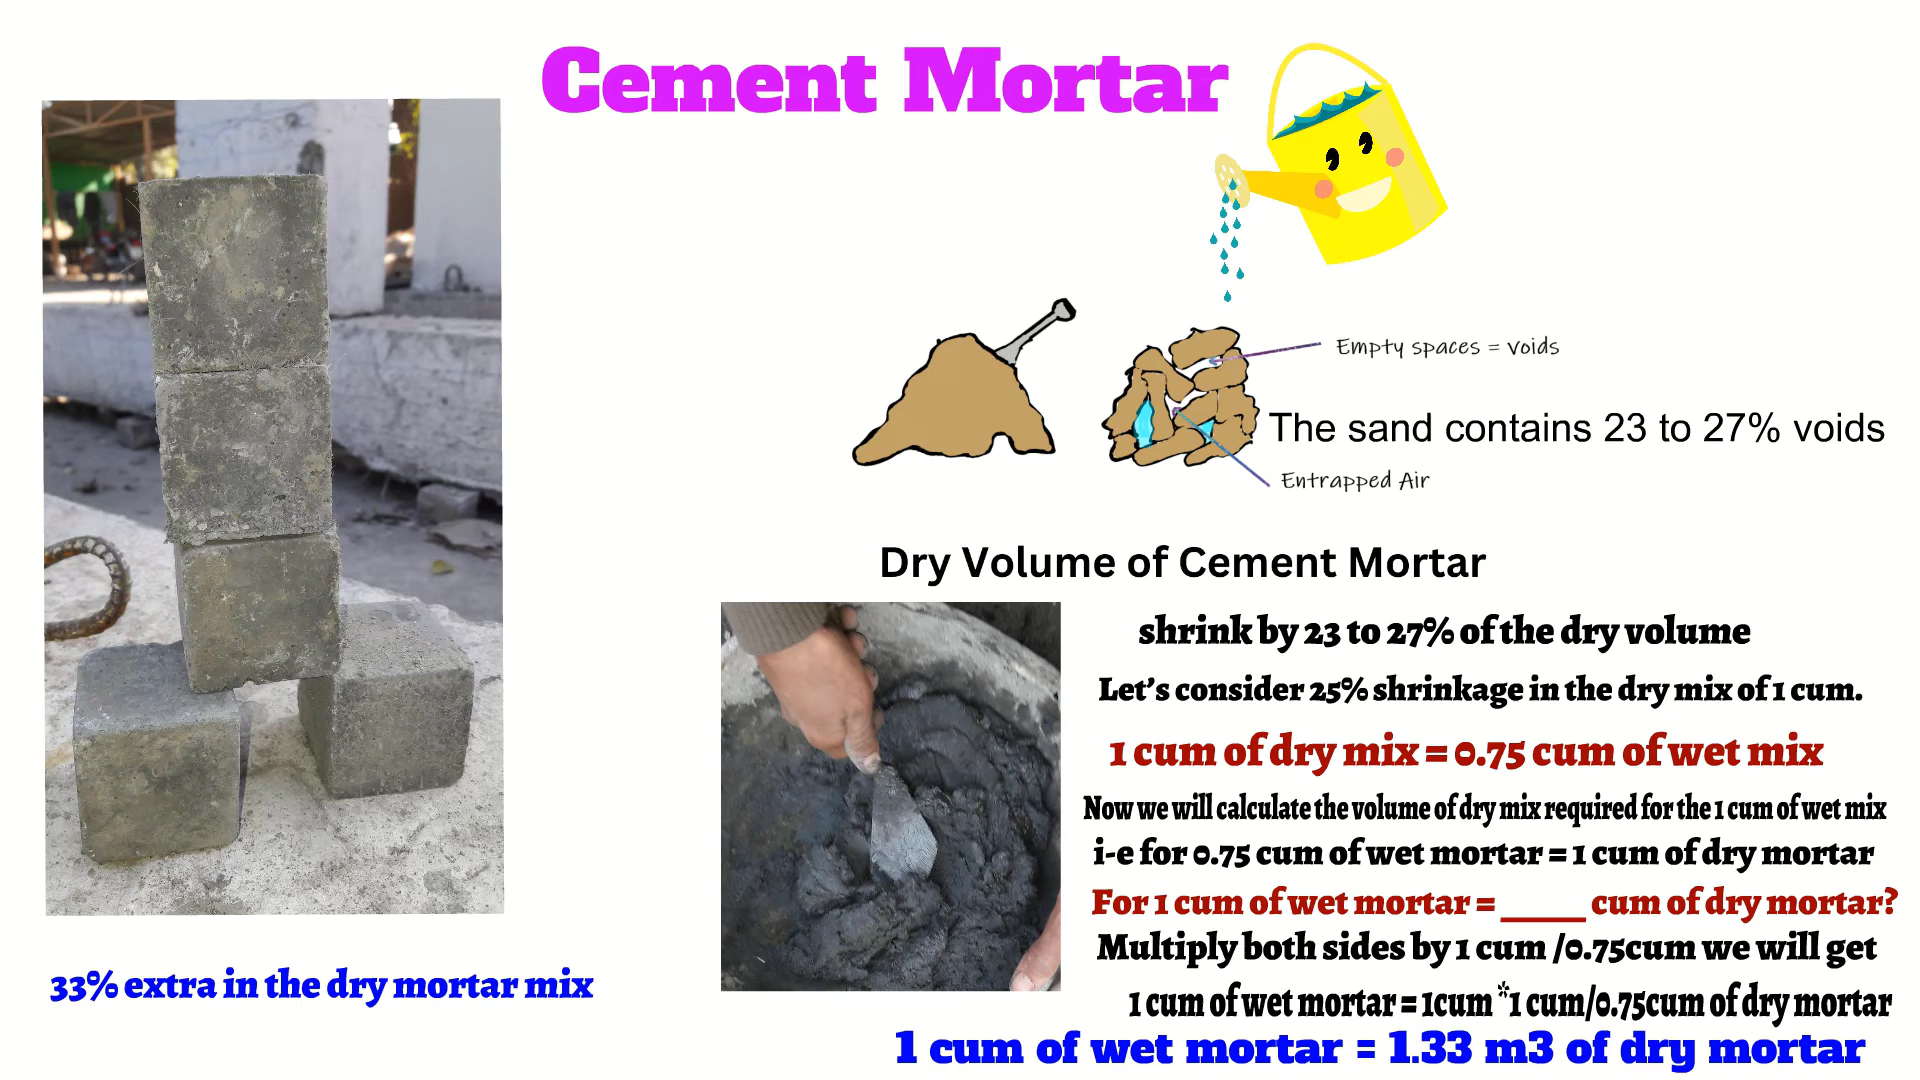 Cement Mortar
Empty spaces = voids
The sand contains 23 to 27% voids
Entrapped Air
Dry Volume of Cement Mortar
shrink by 23 to 27% of the dry volume
Let's consider 25% shrinkage in the dry mix of 1 cum.
1 cum of dry mix = 0.75 cum of wet mix
Now we will calculate the volume of dry mix required for the 1 cum of wet mix
i-e for 0.75 cum of wet mortar = 1 cum of dry mortar
For 1 cum of wet mortar = _____ cum of dry mortar?
Multiply both sides by 1 cum /0.75cum we will get
33% extra in the dry mortar mix
1 cum of wet mortar = 1cum *1 cum/0.75cum of dry mortar
1 cum of wet mortar = 1.33 m3 of dry mortar